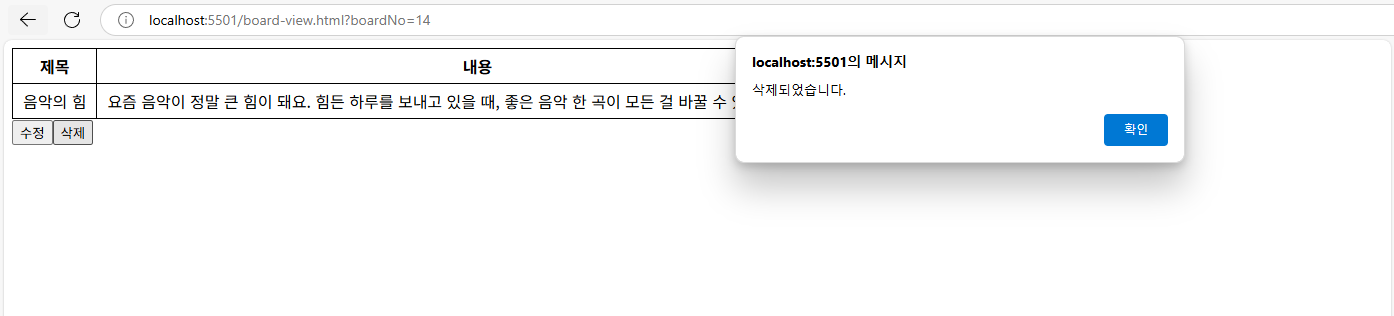 localhost:5501/board-view.html?boardNo=14
localhost:5501의 메시지
삭제되었습니다.
확인
제목 내용
음악의 힘 요즘 음악이 정말 큰 힘이 돼요. 힘든 하루를 보내고 있을 때, 좋은 음악 한 곡이 모든 걸 바꿀 수
수정 삭제